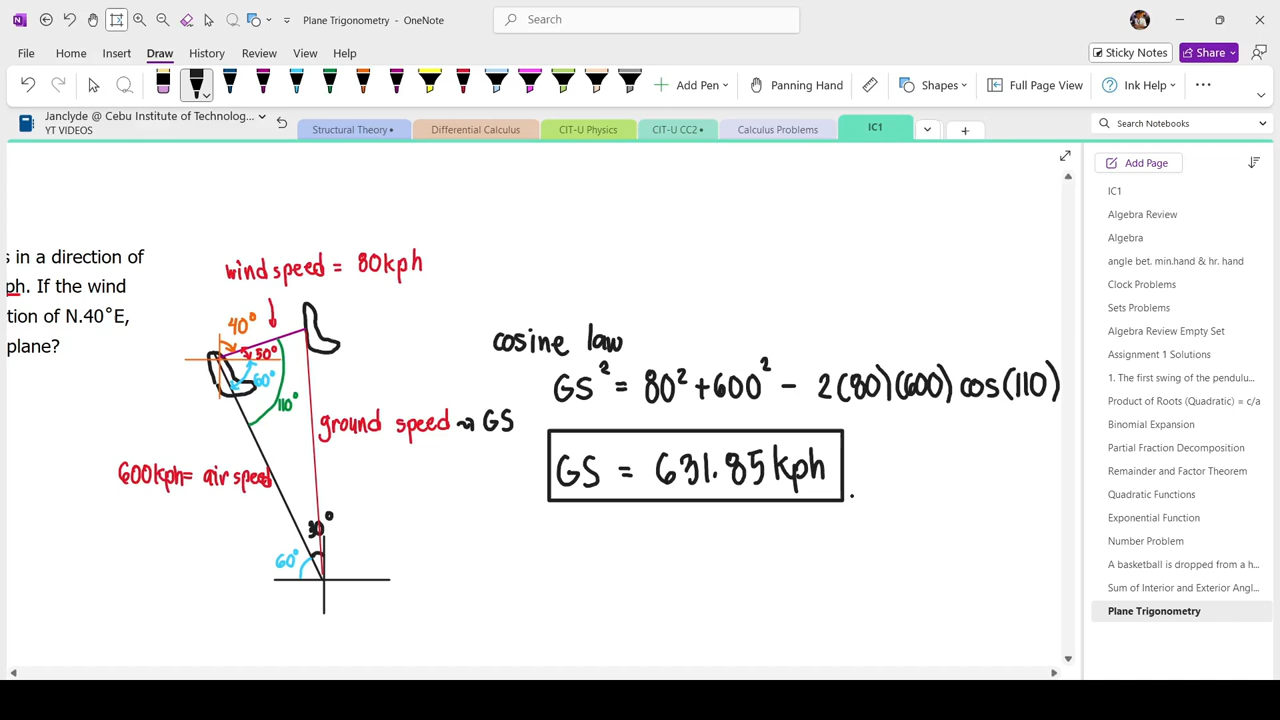 Plane Trigonometry - OneNote
Search
File Home Insert Draw History Review View Help
Sticky Notes Share
Add Pen Panning Hand Shapes Full Page View Ink Help
Janclyde @ Cebu Institute of Technolog...
YT VIDEOS
Structural Theory • Differential Calculus CIT-U Physics CIT-U CC2 • Calculus Problems IC1
Search Notebooks
Add Page
IC1
Algebra Review
Algebra
angle bet. min.hand & hr. hand
Clock Problems
Sets Problems
Algebra Review Empty Set
Assignment 1 Solutions
1. The first swing of the pendulu...
Product of Roots (Quadratic) = c/a
Binomial Expansion
Partial Fraction Decomposition
Remainder and Factor Theorem
Quadratic Functions
Exponential Function
Number Problem
A basketball is dropped from a h...
Sum of Interior and Exterior Angl...
Plane Trigonometry
s in a direction of
ph. If the wind
tion of N.40°E,
plane?
wind speed = 80kph
40°
50°
60°
110°
ground speed ⇝ GS
600kph = air speed
30°
60°
cosine law
GS² = 80² + 600² - 2(80)(600) cos(110)
GS = 631.85 kph.